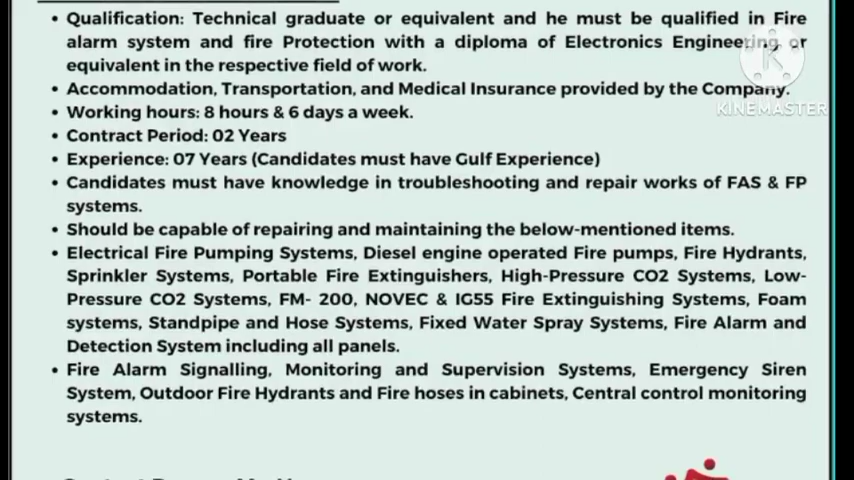 • Qualification: Technical graduate or equivalent and he must be qualified in Fire
alarm system and fire Protection with a diploma of Electronics Engineering or
equivalent in the respective field of work.
• Accommodation, Transportation, and Medical Insurance provided by the Company.
KINEMASTER
• Working hours: 8 hours & 6 days a week.
• Contract Period: 02 Years
• Experience: 07 Years (Candidates must have Gulf Experience)
• Candidates must have knowledge in troubleshooting and repair works of FAS & FP
systems.
• Should be capable of repairing and maintaining the below-mentioned items.
• Electrical Fire Pumping Systems, Diesel engine operated Fire pumps, Fire Hydrants,
Sprinkler Systems, Portable Fire Extinguishers, High-Pressure CO2 Systems, Low-
Pressure CO2 Systems, FM- 200, NOVEC & IG55 Fire Extinguishing Systems, Foam
systems, Standpipe and Hose Systems, Fixed Water Spray Systems, Fire Alarm and
Detection System including all panels.
• Fire Alarm Signalling, Monitoring and Supervision Systems, Emergency Siren
System, Outdoor Fire Hydrants and Fire hoses in cabinets, Central control monitoring
systems.